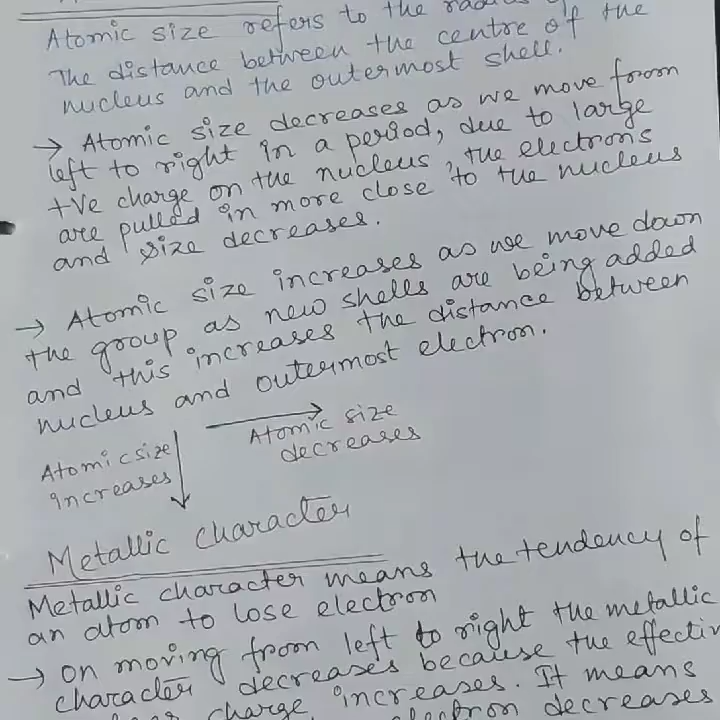 Atomic size refers to the radius
The distance between the centre of the
nucleus and the outermost shell.
→ Atomic size decreases as we move from
left to right in a period, due to large
+ve charge on the nucleus, the electrons
are pulled in more close to the nucleus
and size decreases.
→ Atomic size increases as we move down
the group as new shells are being added
and this increases the distance between
nucleus and outermost electron.
Atomic size
decreases
Atomic size
increases
Metallic character
Metallic character means the tendency of
an atom to lose electron
→ On moving from left to right the metallic
character decreases because the effectiv
charge increases. It means
electron decreases